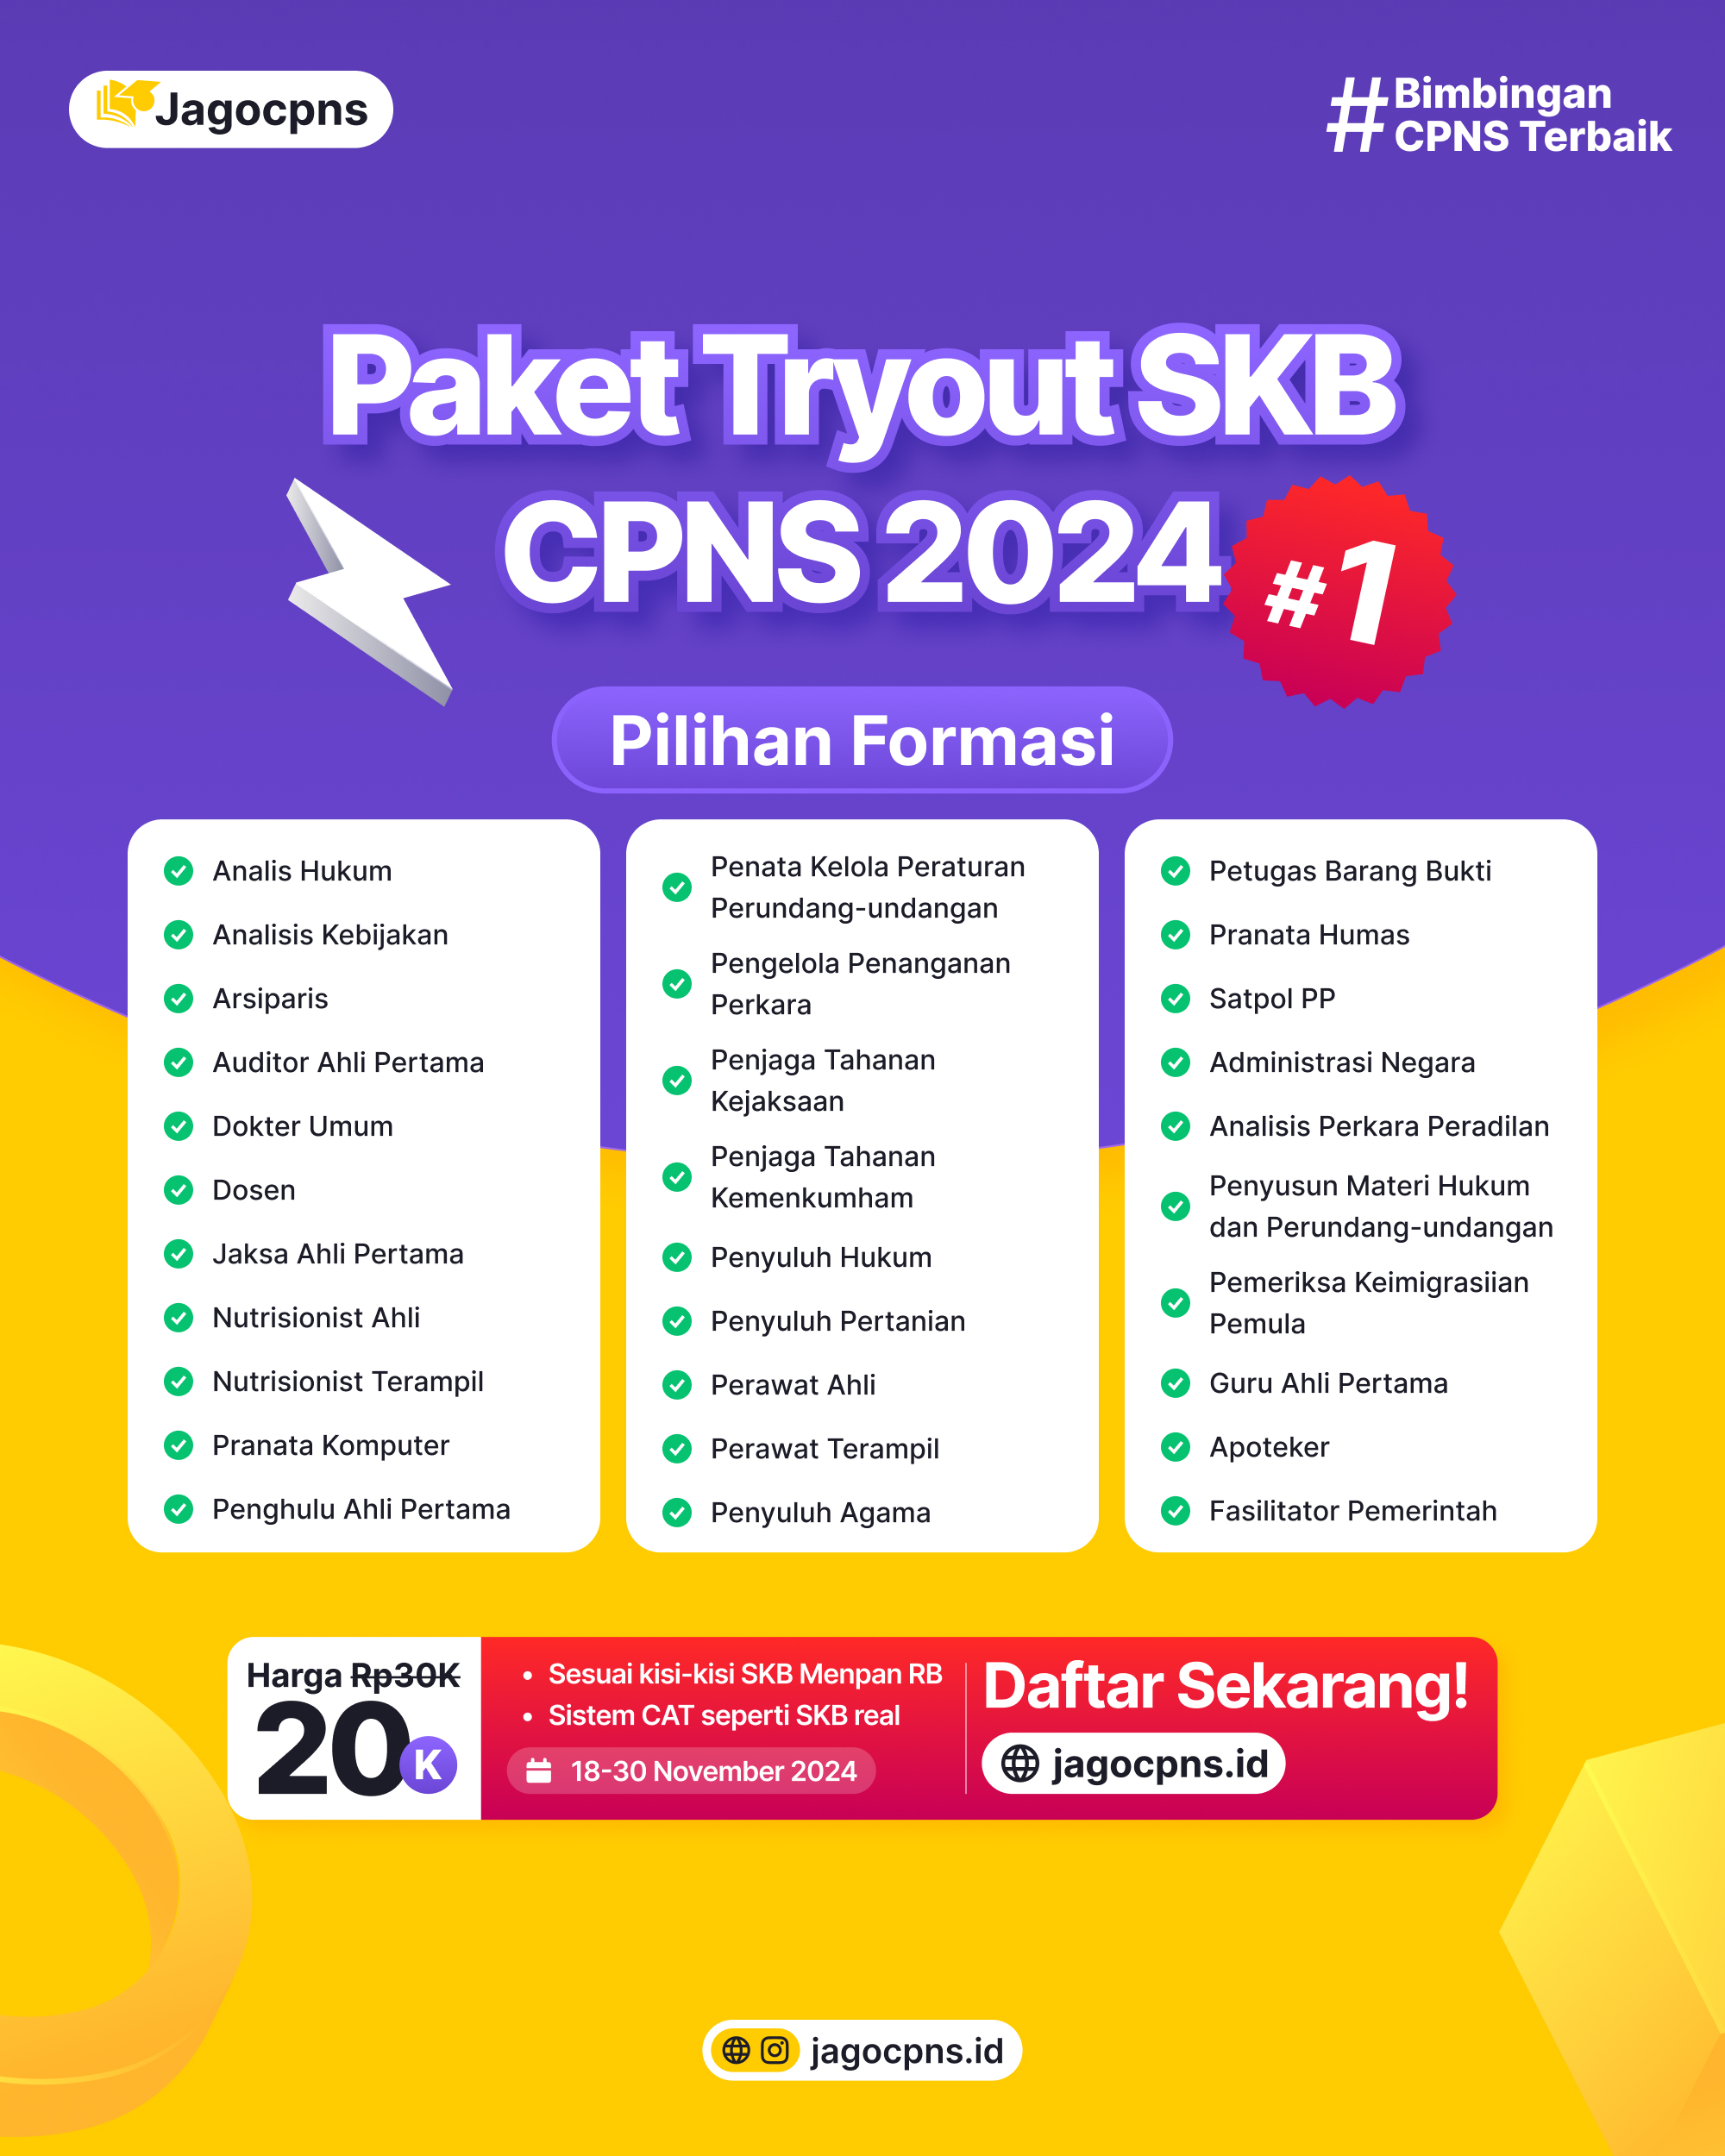 Jagocpns
# Bimbingan
CPNS Terbaik
Paket Tryout SKB
CPNS 2024
#1
Pilihan Formasi
Analis Hukum
Analisis Kebijakan
Arsiparis
Auditor Ahli Pertama
Dokter Umum
Dosen
Jaksa Ahli Pertama
Nutrisionist Ahli
Nutrisionist Terampil
Pranata Komputer
Penghulu Ahli Pertama
Penata Kelola Peraturan
Perundang-undangan
Pengelola Penanganan
Perkara
Penjaga Tahanan
Kejaksaan
Penjaga Tahanan
Kemenkumham
Penyuluh Hukum
Penyuluh Pertanian
Perawat Ahli
Perawat Terampil
Penyuluh Agama
Petugas Barang Bukti
Pranata Humas
Satpol PP
Administrasi Negara
Analisis Perkara Peradilan
Penyusun Materi Hukum
dan Perundang-undangan
Pemeriksa Keimigrasiian
Pemula
Guru Ahli Pertama
Apoteker
Fasilitator Pemerintah
Harga Rp30K
20 K
• Sesuai kisi-kisi SKB Menpan RB
• Sistem CAT seperti SKB real
18-30 November 2024
Daftar Sekarang!
jagocpns.id
jagocpns.id